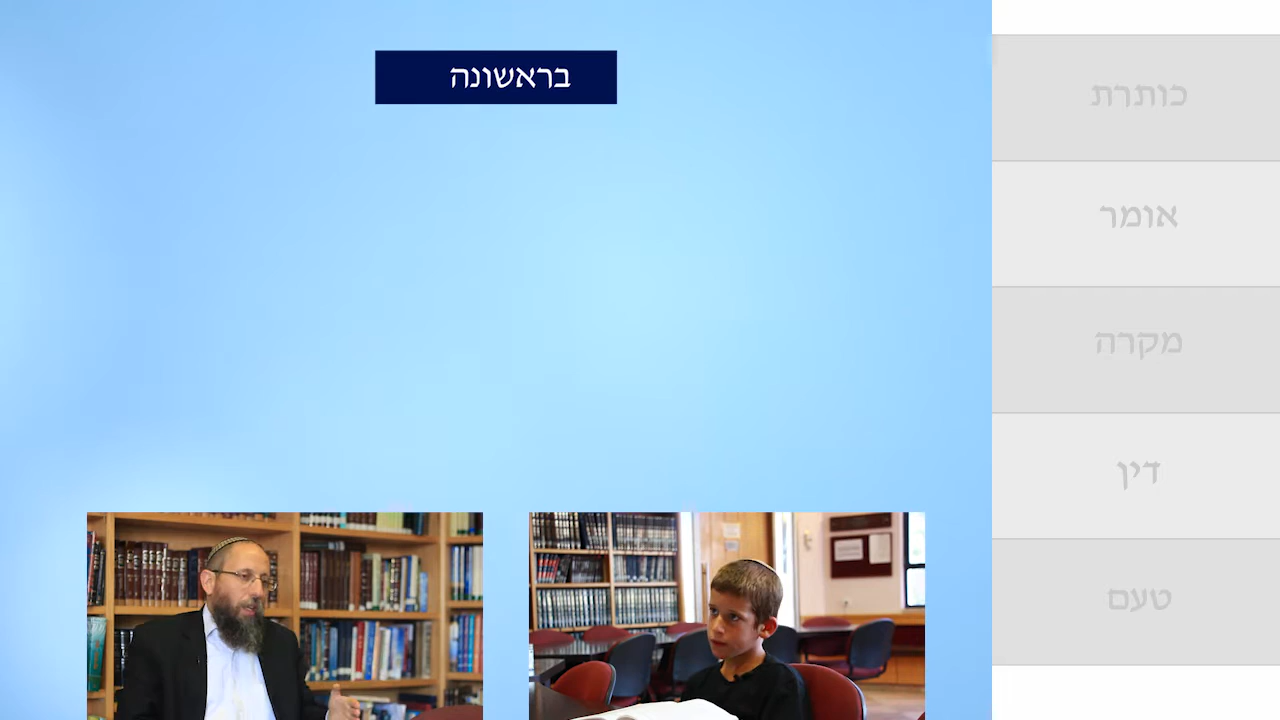 בראשונה
כותרת
אומר
מקרה
דין
טעם